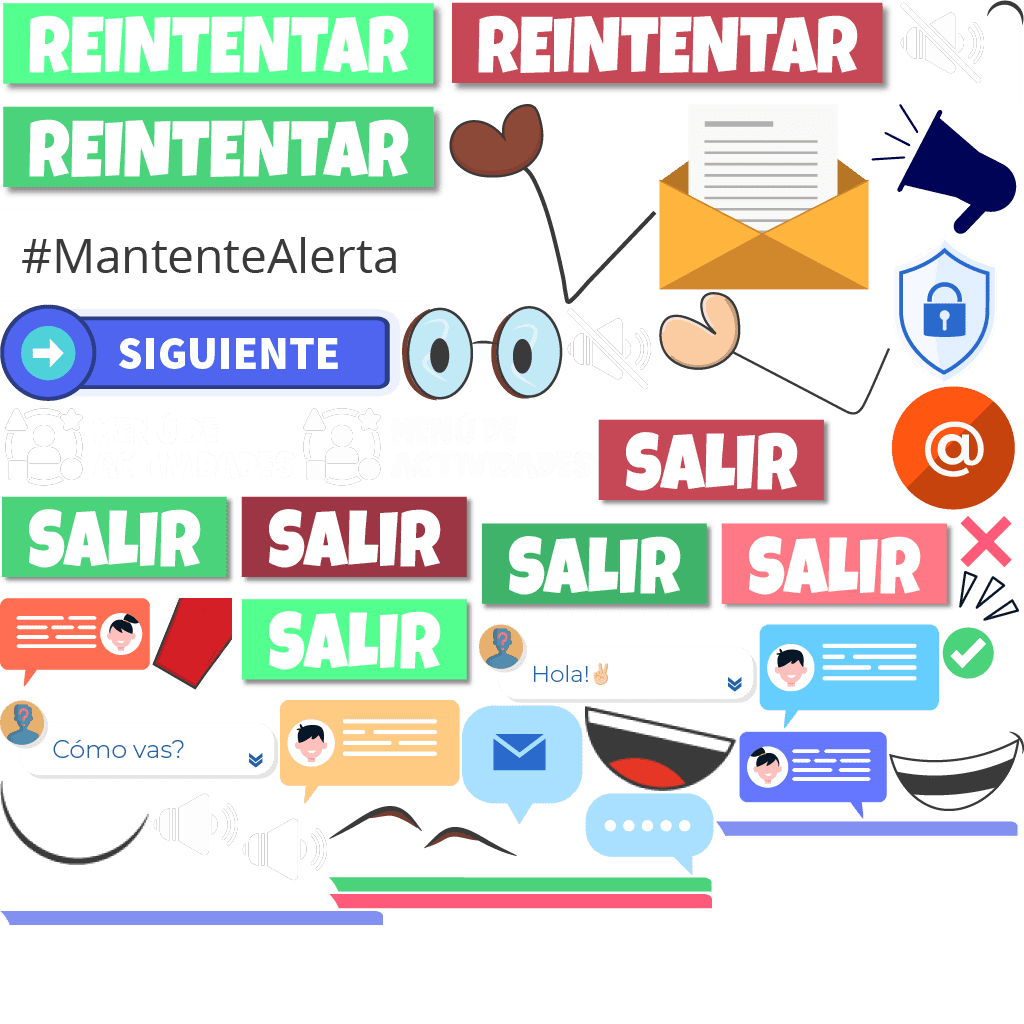 REINTENTAR
REINTENTAR
REINTENTAR
#MantenteAlerta
SIGUIENTE
MENÚ DE
ACTIVIDADES
MENÚ DE
ACTIVIDADES
@
SALIR
SALIR
SALIR
SALIR
SALIR
SALIR
Hola!✌🏻
Cómo vas?